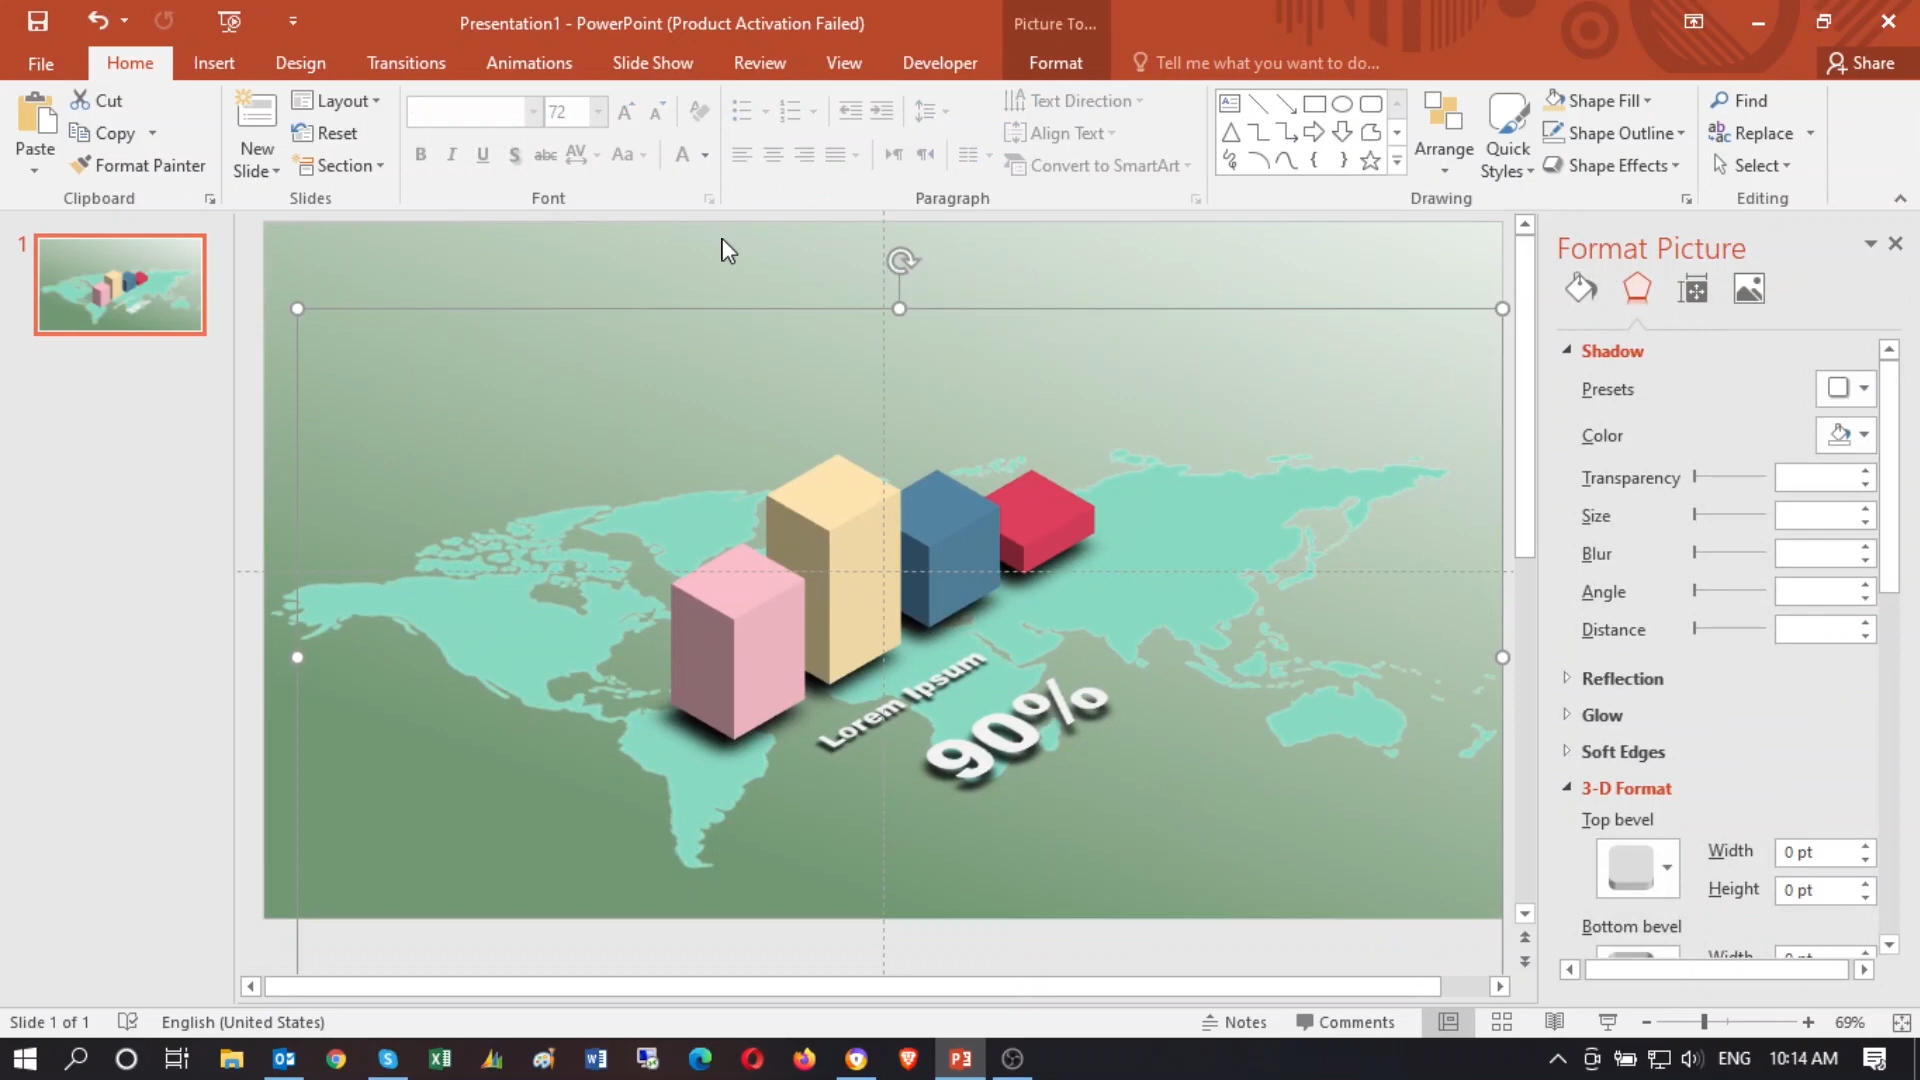 Presentation1 - PowerPoint (Product Activation Failed)
Picture To...
File
Home
Insert
Design
Transitions
Animations
Slide Show
Review
View
Developer
Format
Tell me what you want to do...
Share
Paste
Cut
Copy
Format Painter
Clipboard
New
Slide
Layout
Reset
Section
Slides
72
B I U S abc AV Aa A
Font
Text Direction
Align Text
Convert to SmartArt
Paragraph
Arrange
Quick
Styles
Shape Fill
Shape Outline
Shape Effects
Drawing
Find
Replace
Select
Editing
1
Lorem Ipsum
90%
Format Picture
Shadow
Presets
Color
Transparency
Size
Blur
Angle
Distance
Reflection
Glow
Soft Edges
3-D Format
Top bevel
Width
0 pt
Height
0 pt
Bottom bevel
Slide 1 of 1
English (United States)
Notes
Comments
69%
ENG
10:14 AM